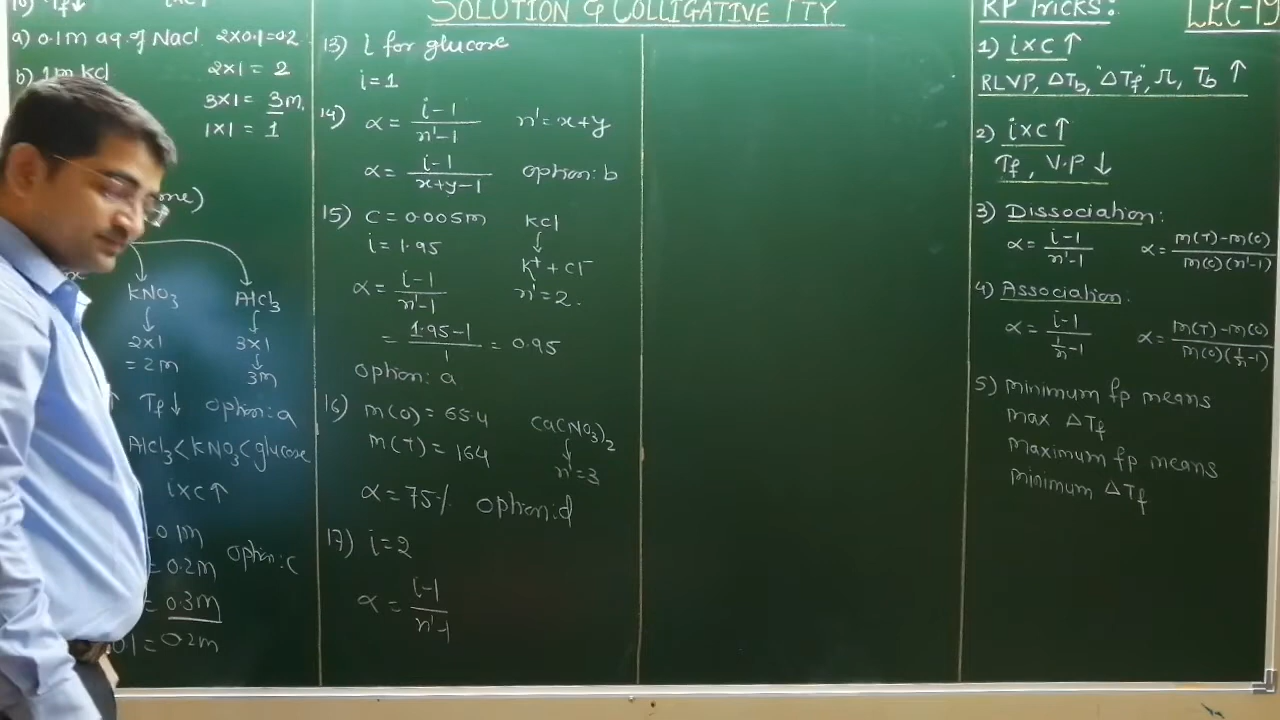 SOLUTION & COLLIGATIVE PTY
LEC-19
10) Tf↓ i×c↑
a) 0.1m aq. of NaCl 2×0.1=0.2
b) 1m KCl 2×1 = 2
3×1 = 3m,
1×1 = 1
KNO3 AlCl3
2×1 3×1
= 2m 3m
↑ Tf↓ option: a
AlCl3 < KNO3 < glucose
i×c↑
= 0.2m option: c
= 0.3m
0.1 = 0.2m
13) i for glucose
i=1
14) α = (i-1)/(n'-1) n' = x+y
α = (i-1)/(x+y-1) option: b
15) C = 0.005m KCl
i = 1.95 ↓
K+ + Cl-
α = (i-1)/(n'-1) n'=2.
= (1.95-1)/1 = 0.95
option: a
16) m(O) = 65.4 Ca(NO3)2
m(T) = 164 ↓
n'=3
α = 75% option: d
17) i=2
α = (i-1)/(n'-1)
RP Tricks:
1) i×c↑
RLVP, ΔTb, "ΔTf", π, Tb ↑
2) i×c↑
Tf, V.P ↓
3) Dissociation:
α = (i-1)/(n'-1) α = (m(T)-m(O))/(m(O)(n'-1))
4) Association:
α = (i-1)/(1/n-1) α = (m(T)-m(O))/(m(O)(1/n-1))
5) minimum fp means
max ΔTf
Maximum fp means
minimum ΔTf